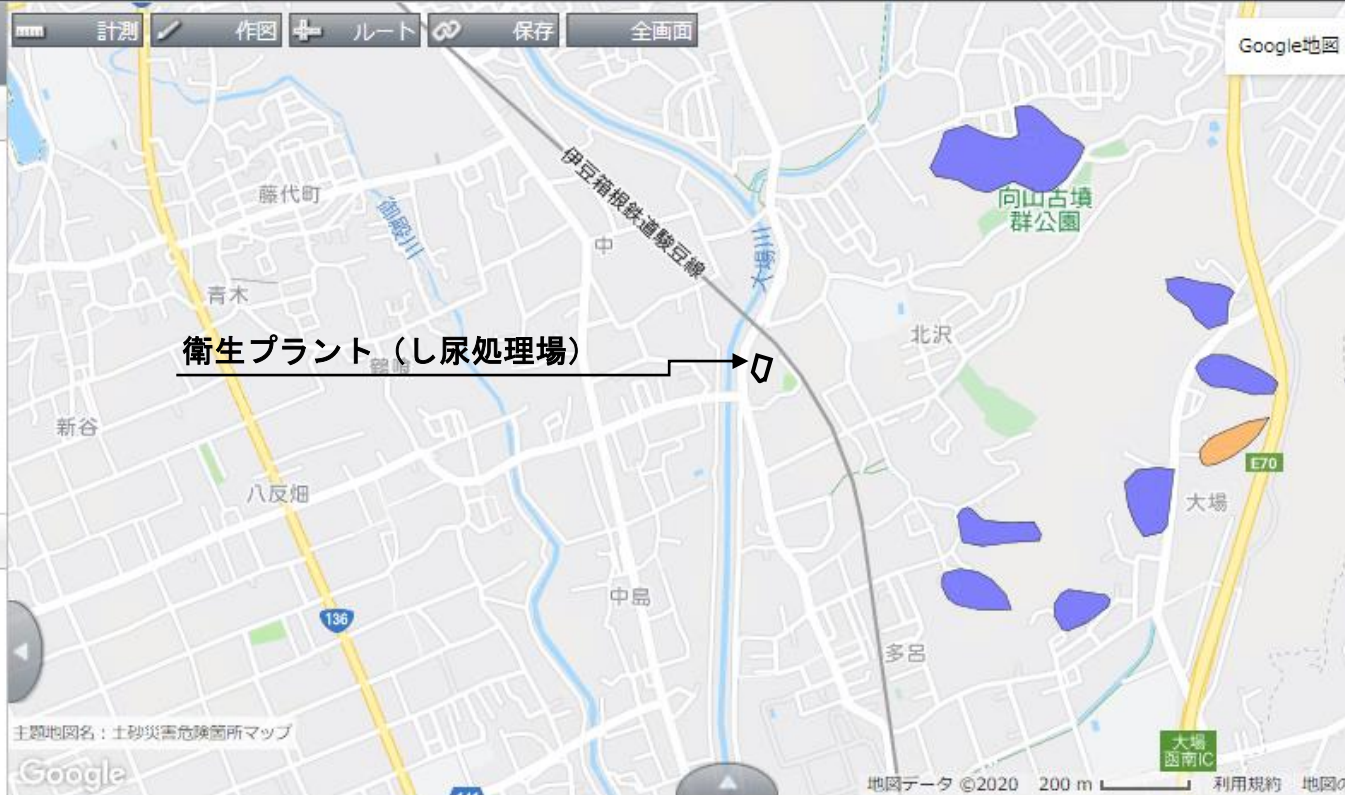 計測
作図
ルート
保存
全画面
Google地図
伊豆箱根鉄道駿豆線
藤代町
御殿川
中
大場川
向山古墳
群公園
青木
北沢
衛生プラント（し尿処理場）
新谷
E70
八反畑
大場
中島
136
多呂
主題地図名：土砂災害危険箇所マップ
大場
函南IC
Google
地図データ ©2020
200 m
利用規約
地図の